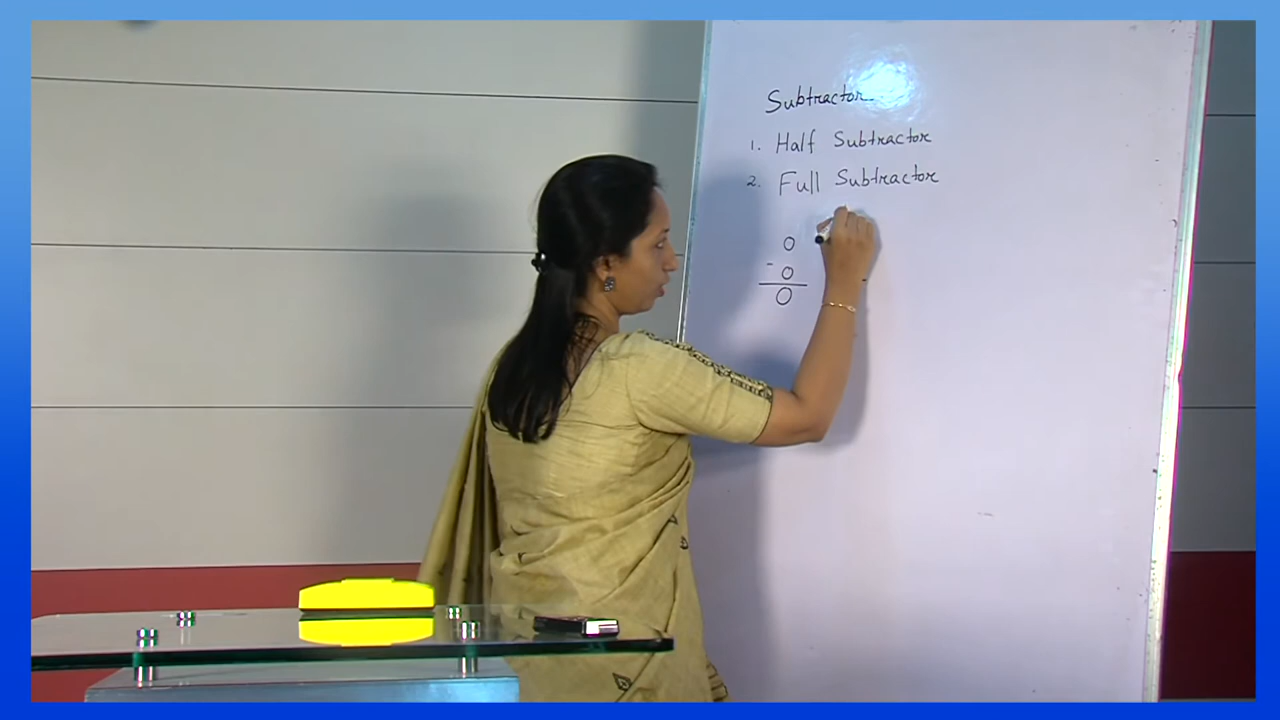 Subtractor
1. Half Subtractor
2. Full Subtractor
0
- 0
0